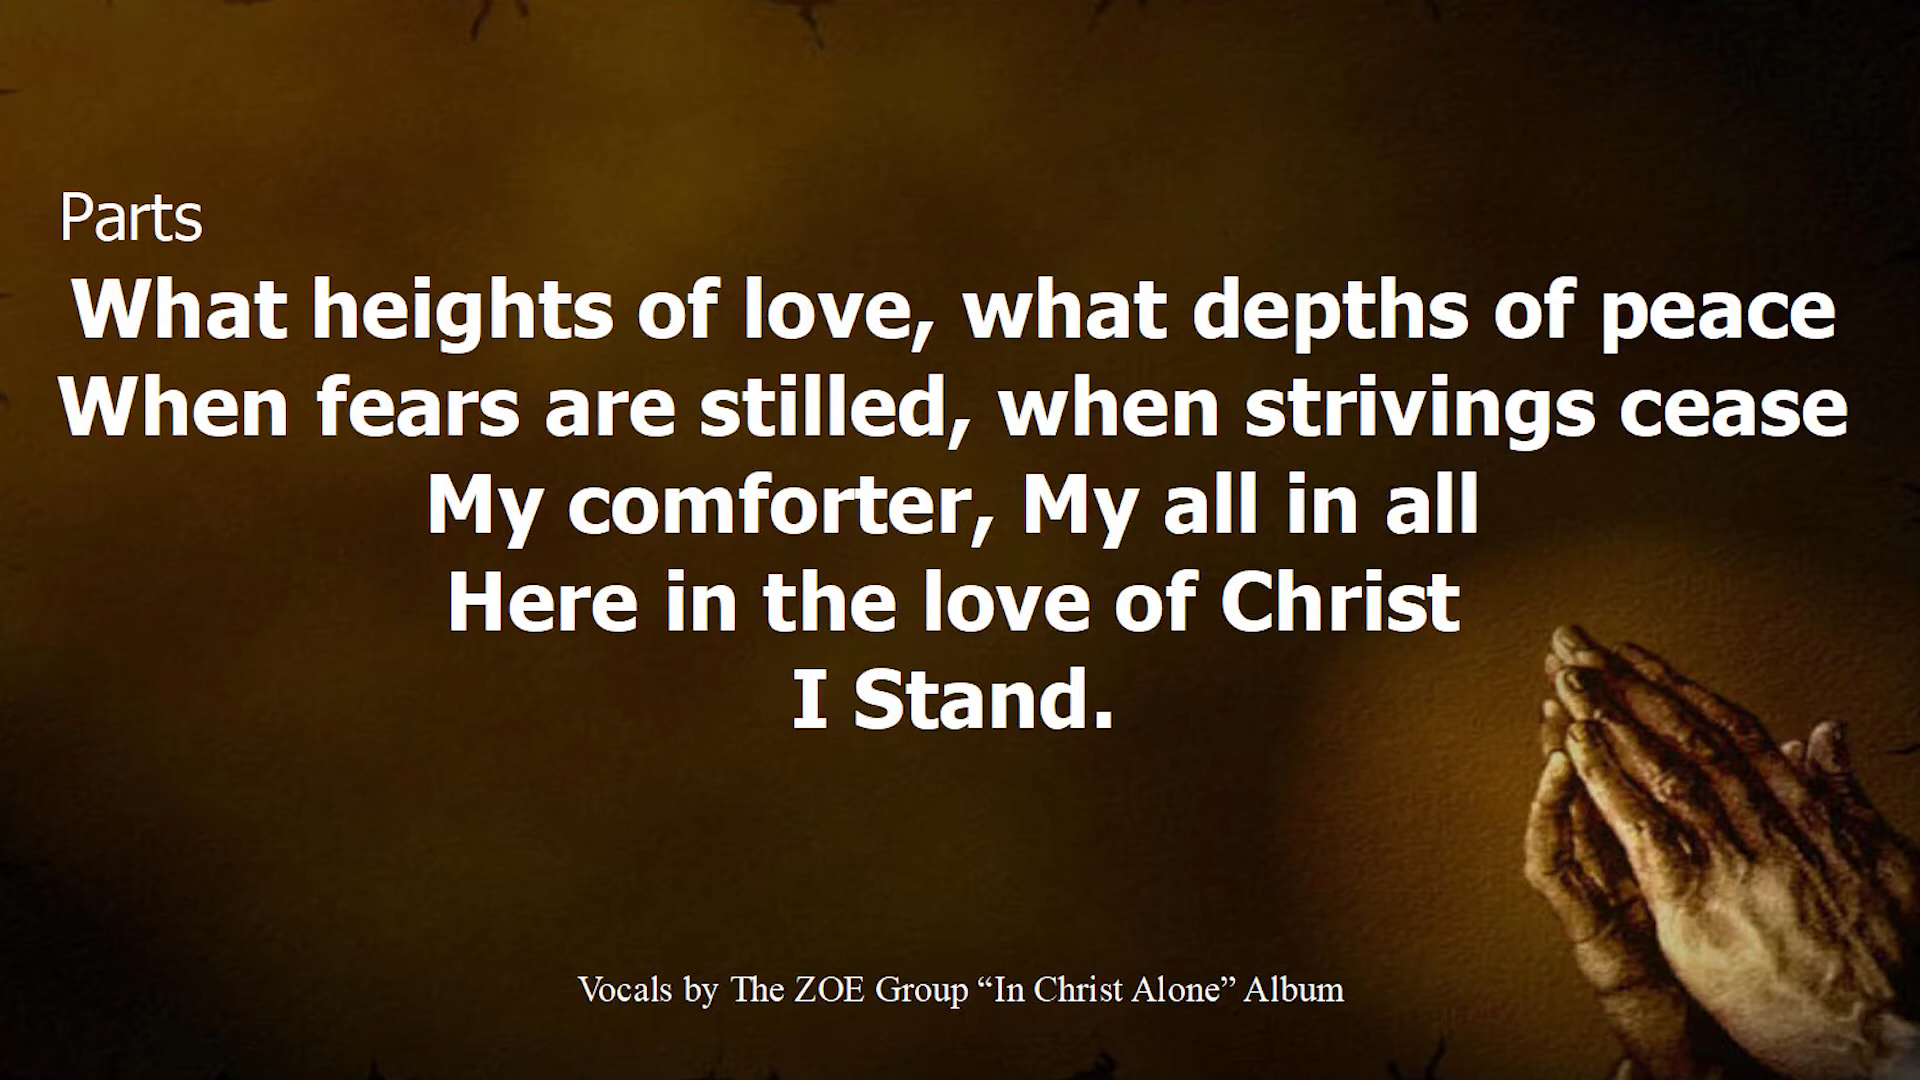 Parts
What heights of love, what depths of peace
When fears are stilled, when strivings cease
My comforter, My all in all
Here in the love of Christ
I Stand.
Vocals by The ZOE Group “In Christ Alone” Album